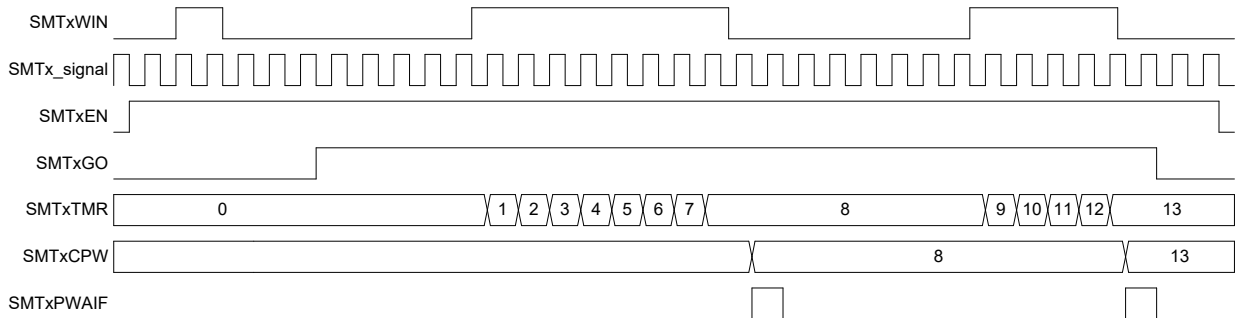 SMTxWIN
SMTx_signal
SMTxEN
SMTxGO
SMTxTMR 0 1 2 3 4 5 6 7 8 9 10 11 12 13
SMTxCPW 8 13
SMTxPWAIF